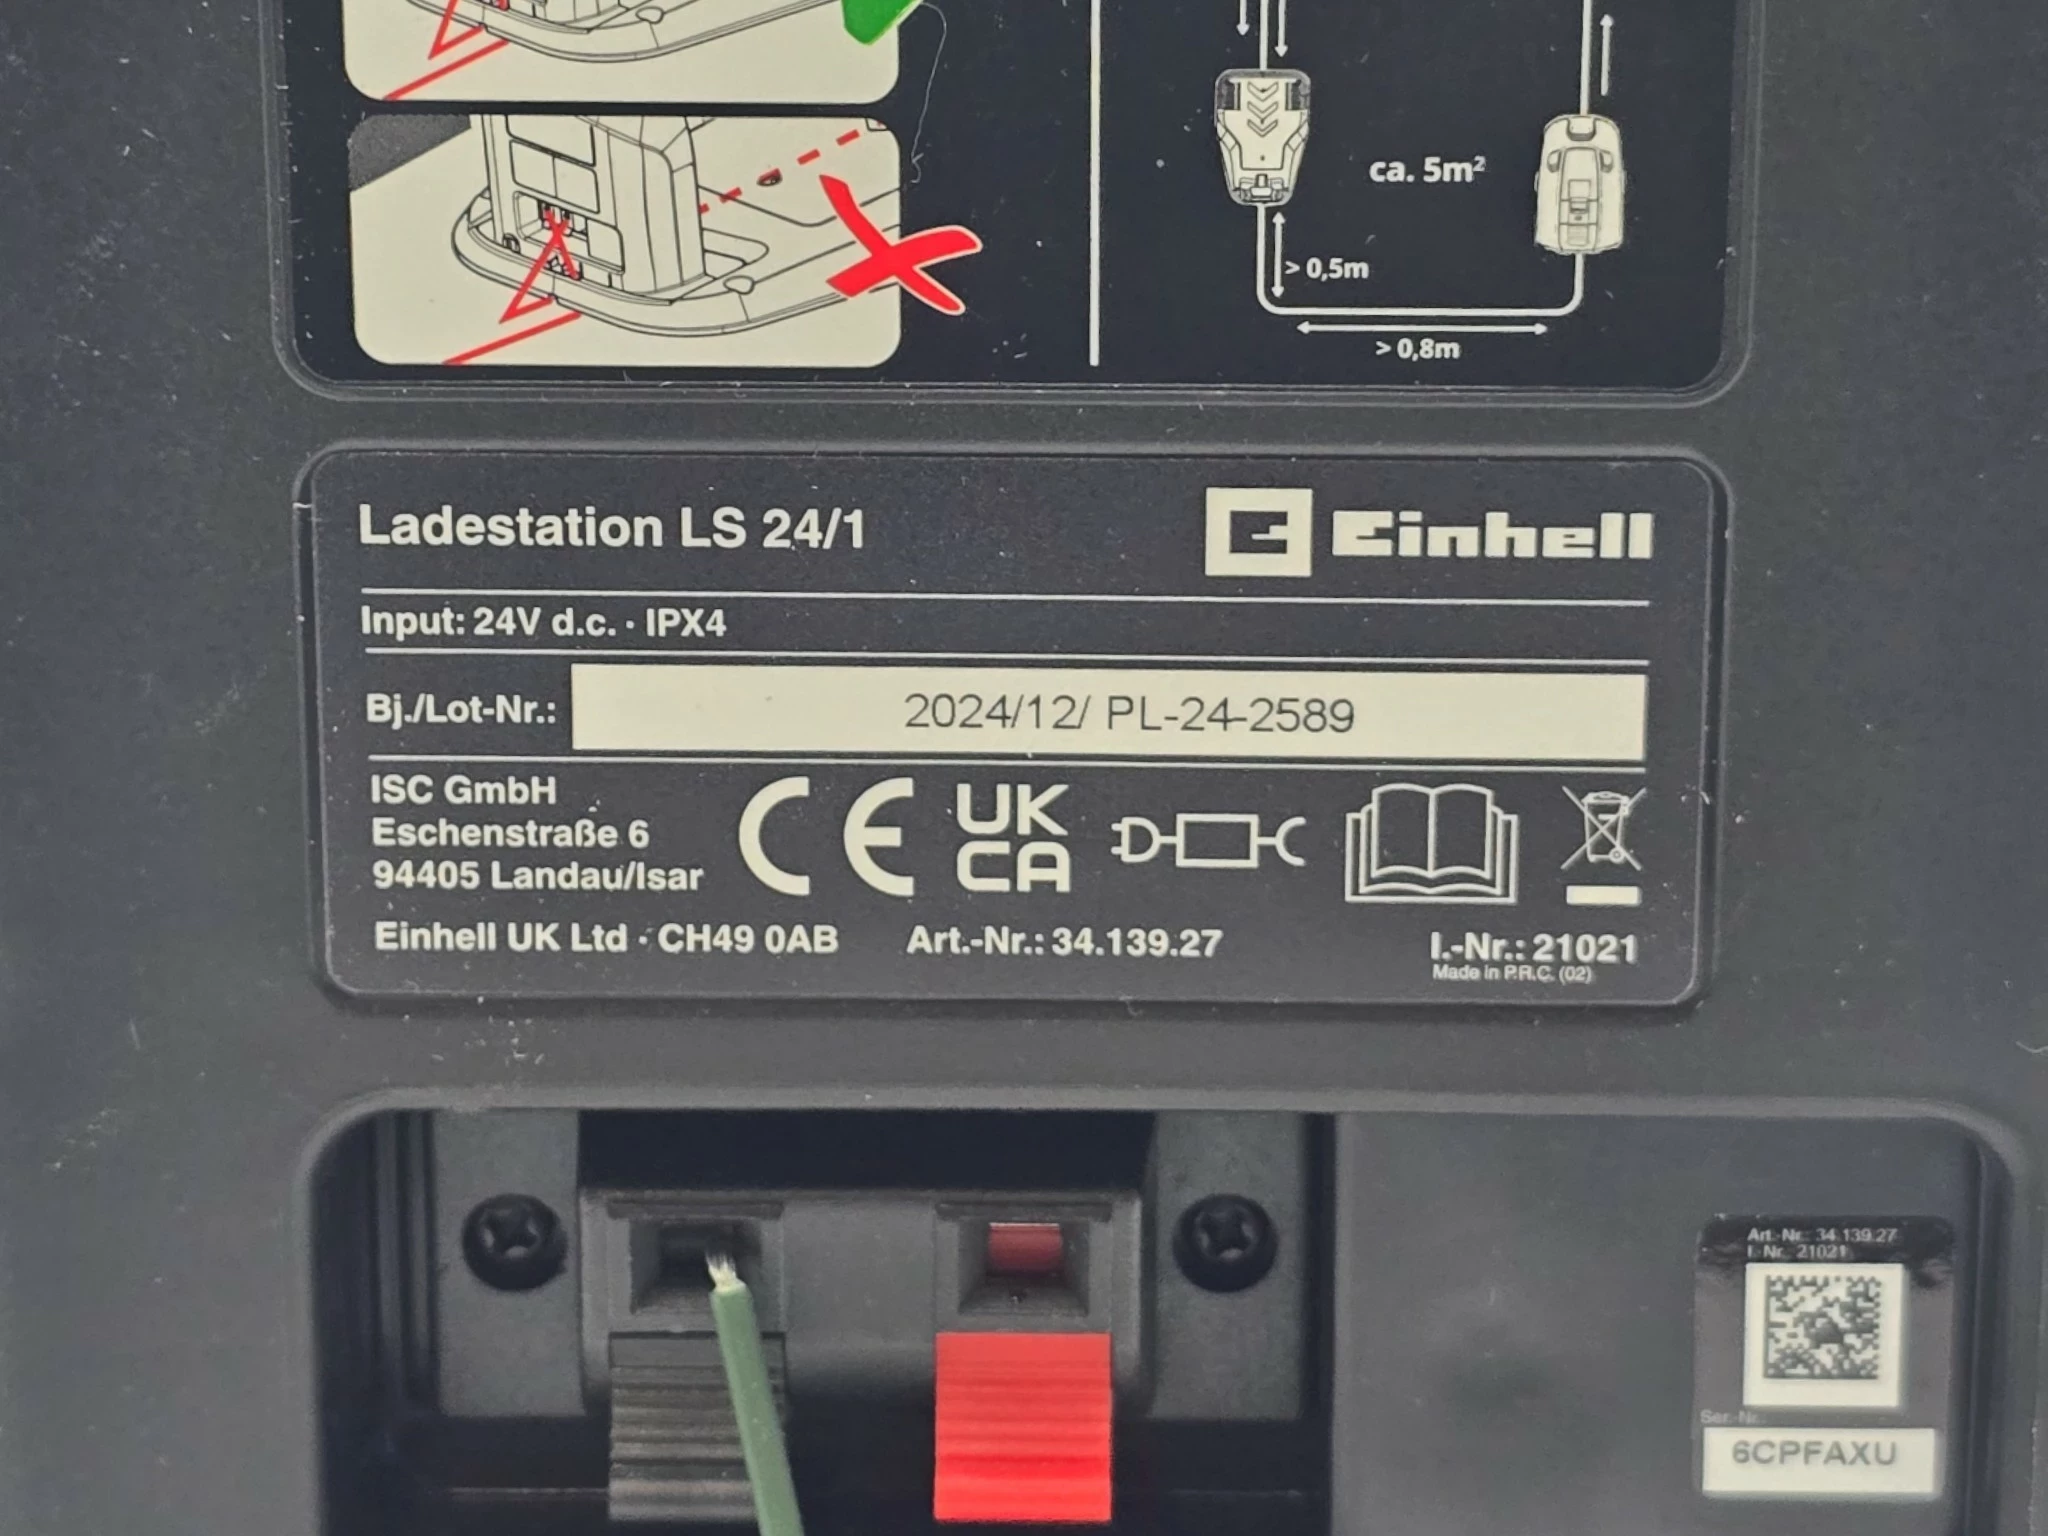 ca. 5m²
> 0,5m
> 0,8m
Ladestation LS 24/1
Einhell
Input: 24V d.c. · IPX4
Bj./Lot-Nr.: 2024/12/ PL-24-2589
ISC GmbH
Eschenstraße 6
94405 Landau/Isar
CE
UK
CA
Einhell UK Ltd · CH49 0AB
Art.-Nr.: 34.139.27
I.-Nr.: 21021
Made in P.R.C. (02)
Art.-Nr.: 34.139.27
I.-Nr. 21021
Ser.-Nr.:
6CPFAXU